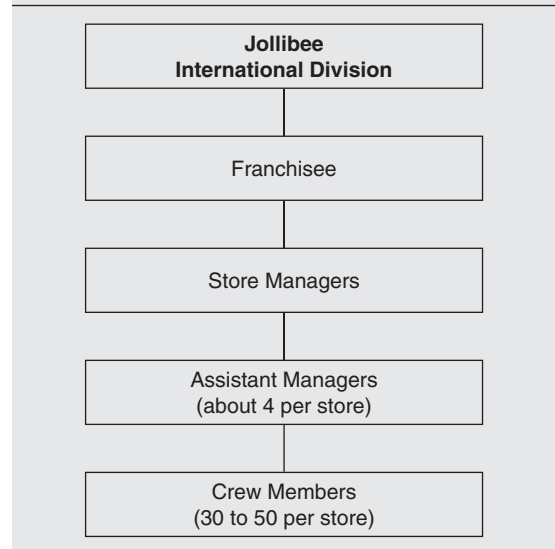 Jollibee
International Division
Franchisee
Store Managers
Assistant Managers
(about 4 per store)
Crew Members
(30 to 50 per store)